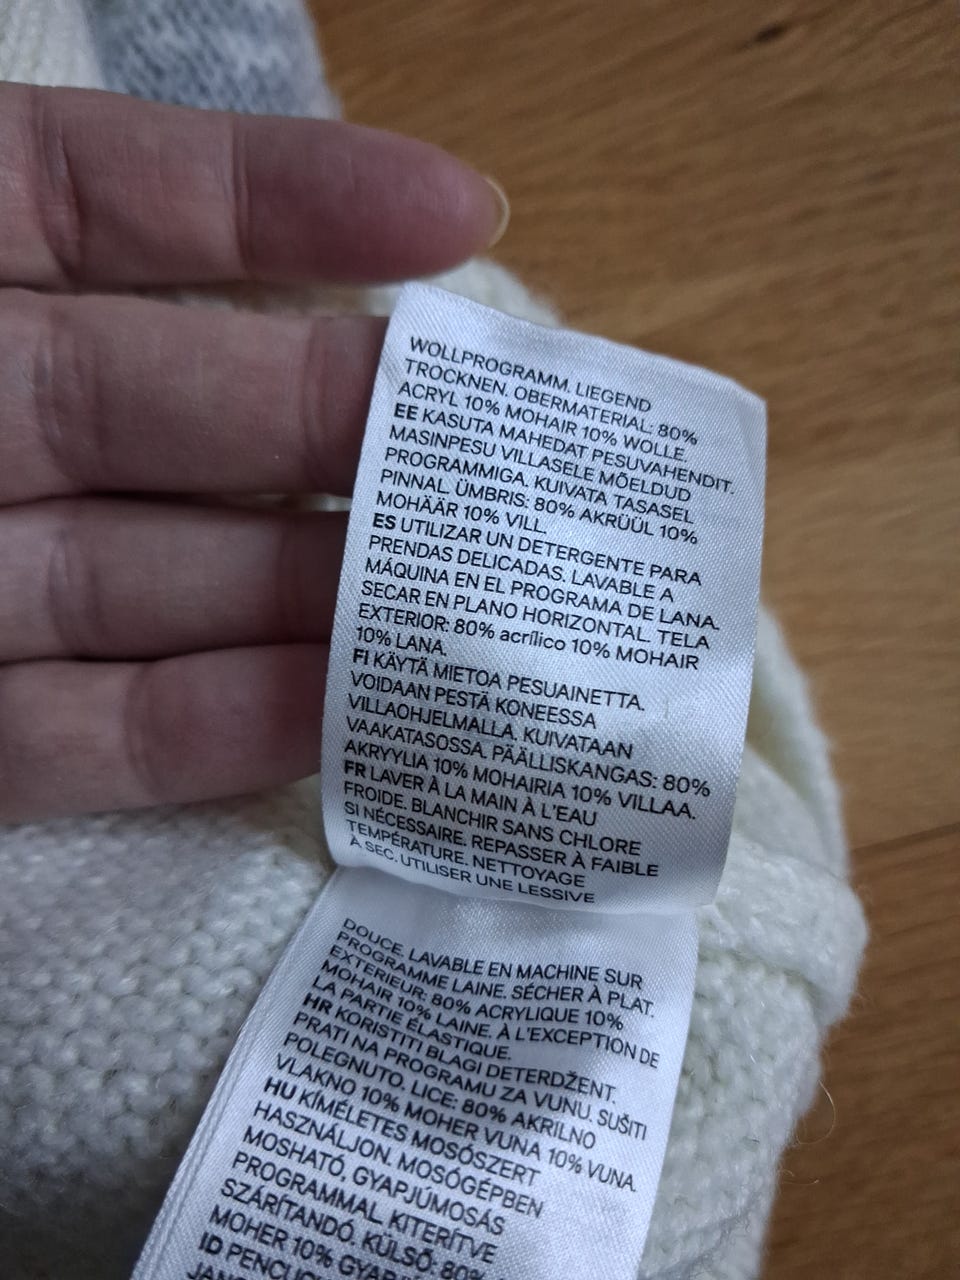 WOLLPROGRAMM. LIEGEND
TROCKNEN. OBERMATERIAL: 80%
ACRYL 10% MOHAIR 10% WOLLE.
EE KASUTA MAHEDAT PESUVAHENDIT.
MASINPESU VILLASELE MÕELDUD
PROGRAMMIGA. KUIVATA TASASEL
PINNAL. ÜMBRIS: 80% AKRÜÜL 10%
MOHÄÄR 10% VILL.
ES UTILIZAR UN DETERGENTE PARA
PRENDAS DELICADAS. LAVABLE A
MÁQUINA EN EL PROGRAMA DE LANA.
SECAR EN PLANO HORIZONTAL. TELA
EXTERIOR: 80% acrílico 10% MOHAIR
10% LANA.
FI KÄYTÄ MIETOA PESUAINETTA.
VOIDAAN PESTÄ KONEESSA
VILLAOHJELMALLA. KUIVATAAN
VAAKATASOSSA. PÄÄLLISKANGAS: 80%
AKRYYLIA 10% MOHAIRIA 10% VILLAA.
FR LAVER À LA MAIN À L'EAU
FROIDE. BLANCHIR SANS CHLORE
SI NÉCESSAIRE. REPASSER À FAIBLE
TEMPÉRATURE. NETTOYAGE
À SEC. UTILISER UNE LESSIVE
DOUCE. LAVABLE EN MACHINE SUR
PROGRAMME LAINE. SÉCHER À PLAT.
EXTERIEUR: 80% ACRYLIQUE 10%
MOHAIR 10% LAINE. À L'EXCEPTION DE
LA PARTIE ÉLASTIQUE.
HR KORISTITI BLAGI DETERDŽENT.
PRATI NA PROGRAMU ZA VUNU. SUŠITI
POLEGNUTO. LICE: 80% AKRILNO
VLAKNO 10% MOHER VUNA 10% VUNA.
HU KÍMÉLETES MOSÓSZERT
HASZNÁLJON. MOSÓGÉPBEN
MOSHATÓ, GYAPJÚMOSÁS
PROGRAMMAL. KITERÍTVE
SZÁRÍTANDÓ. KÜLSŐ: 80%
MOHER 10%
ID